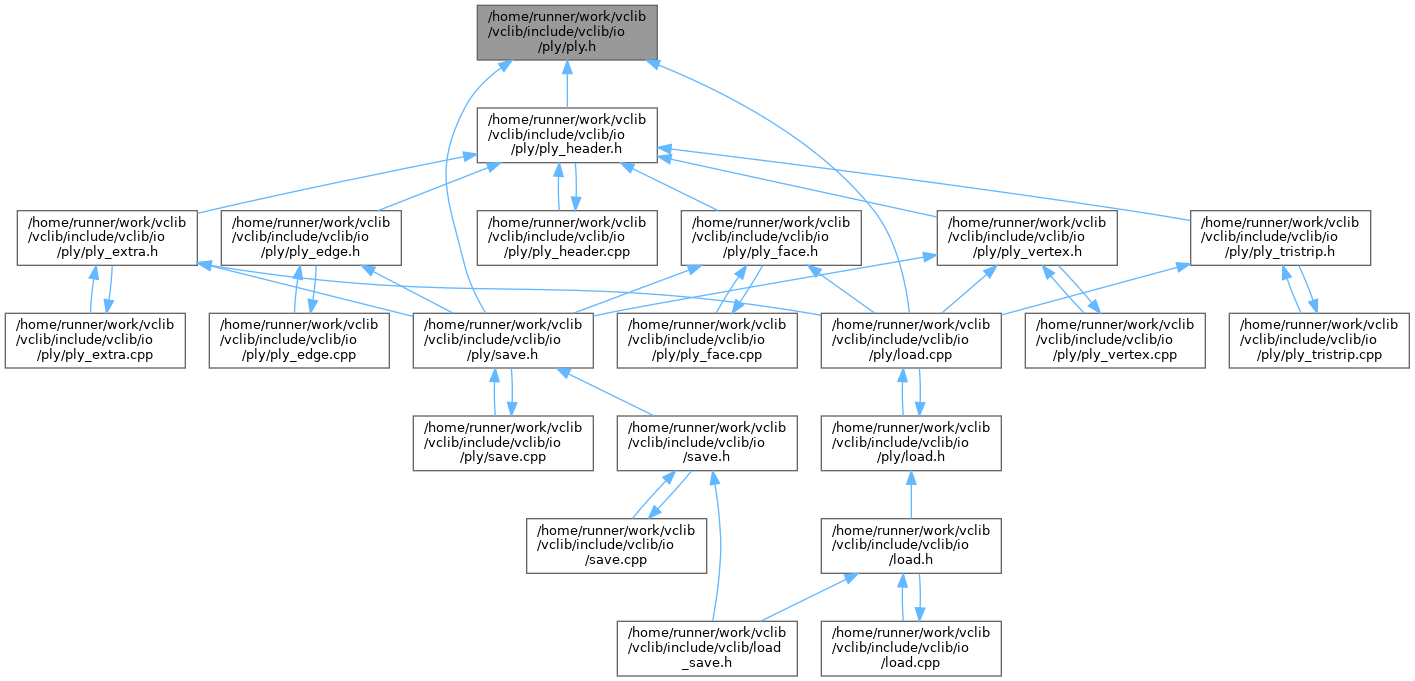 /home/runner/work/vclib
/vclib/include/vclib/io
/ply/ply.h
/home/runner/work/vclib
/vclib/include/vclib/io
/ply/ply_header.h
/home/runner/work/vclib
/vclib/include/vclib/io
/ply/ply_extra.h
/home/runner/work/vclib
/vclib/include/vclib/io
/ply/ply_edge.h
/home/runner/work/vclib
/vclib/include/vclib/io
/ply/ply_header.cpp
/home/runner/work/vclib
/vclib/include/vclib/io
/ply/ply_face.h
/home/runner/work/vclib
/vclib/include/vclib/io
/ply/ply_vertex.h
/home/runner/work/vclib
/vclib/include/vclib/io
/ply/ply_tristrip.h
/home/runner/work/vclib
/vclib/include/vclib/io
/ply/ply_extra.cpp
/home/runner/work/vclib
/vclib/include/vclib/io
/ply/ply_edge.cpp
/home/runner/work/vclib
/vclib/include/vclib/io
/ply/save.h
/home/runner/work/vclib
/vclib/include/vclib/io
/ply/ply_face.cpp
/home/runner/work/vclib
/vclib/include/vclib/io
/ply/load.cpp
/home/runner/work/vclib
/vclib/include/vclib/io
/ply/ply_vertex.cpp
/home/runner/work/vclib
/vclib/include/vclib/io
/ply/ply_tristrip.cpp
/home/runner/work/vclib
/vclib/include/vclib/io
/ply/save.cpp
/home/runner/work/vclib
/vclib/include/vclib/io
/save.h
/home/runner/work/vclib
/vclib/include/vclib/io
/ply/load.h
/home/runner/work/vclib
/vclib/include/vclib/io
/save.cpp
/home/runner/work/vclib
/vclib/include/vclib/io
/load.h
/home/runner/work/vclib
/vclib/include/vclib/load
_save.h
/home/runner/work/vclib
/vclib/include/vclib/io
/load.cpp